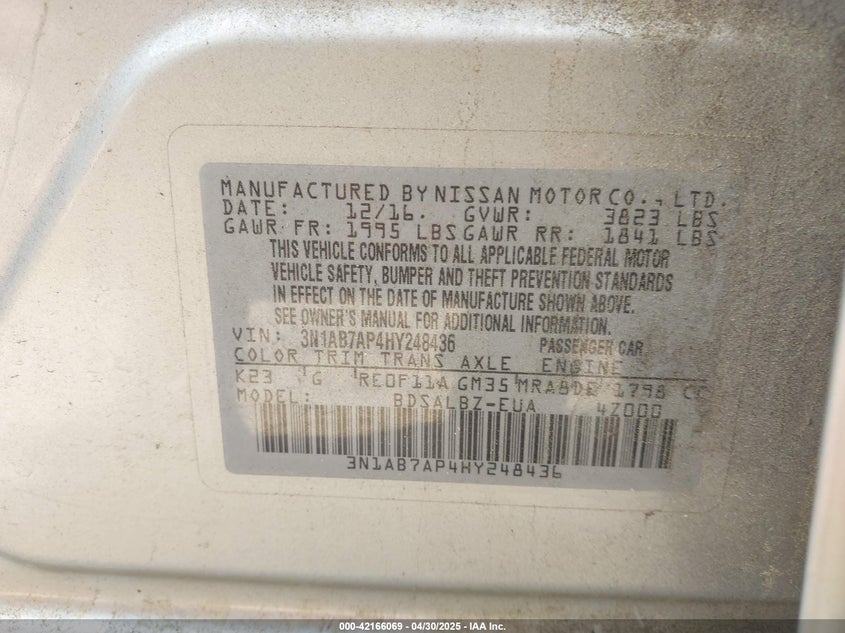 MANUFACTURED BY NISSAN MOTOR CO., LTD.
DATE: 12/16. GVWR: 3823 LBS
GAWR FR: 1995 LBS GAWR RR: 1841 LBS
THIS VEHICLE CONFORMS TO ALL APPLICABLE FEDERAL MOTOR
VEHICLE SAFETY, BUMPER AND THEFT PREVENTION STANDARDS
IN EFFECT ON THE DATE OF MANUFACTURE SHOWN ABOVE.
SEE OWNER'S MANUAL FOR ADDITIONAL INFORMATION.
VIN: 3N1AB7AP4HY248436 PASSENGER CAR
COLOR TRIM TRANS AXLE ENGINE
K23 G RE0F11A GM35 MRA8DE 1798 CC
MODEL: BDSALBZ-EUA 4Z000
3N1AB7AP4HY248436
000-42166069 - 04/30/2025 - IAA Inc.